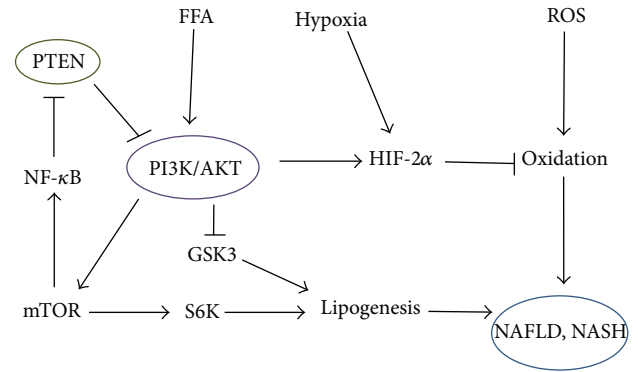 FFA
Hypoxia
ROS
PTEN
PI3K/AKT
HIF-2α
Oxidation
NF-κB
GSK3
mTOR
S6K
Lipogenesis
NAFLD, NASH